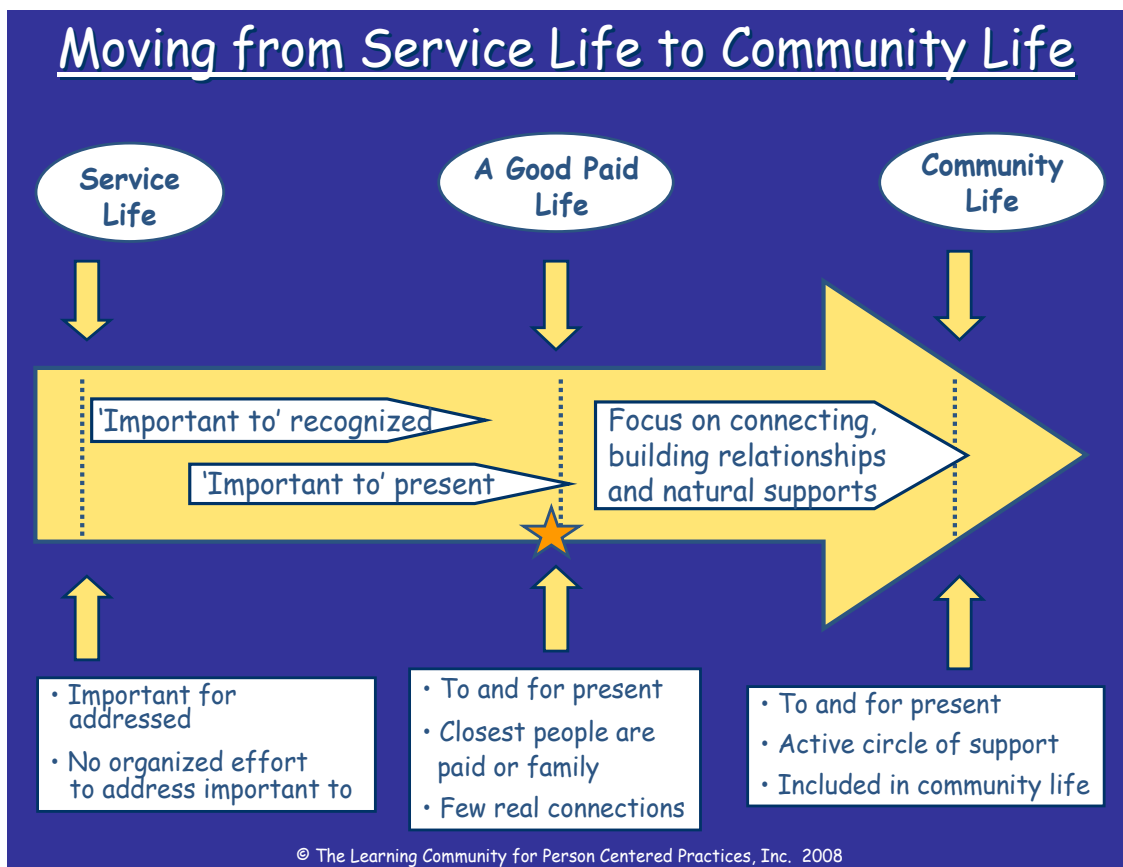 Moving from Service Life to Community Life
Service
Life
A Good Paid
Life
Community
Life
‘Important to’ recognized
‘Important to’ present
Focus on connecting,
building relationships
and natural supports
• Important for
addressed
• No organized effort
to address important to
• To and for present
• Closest people are
paid or family
• Few real connections
• To and for present
• Active circle of support
• Included in community life
© The Learning Community for Person Centered Practices, Inc. 2008